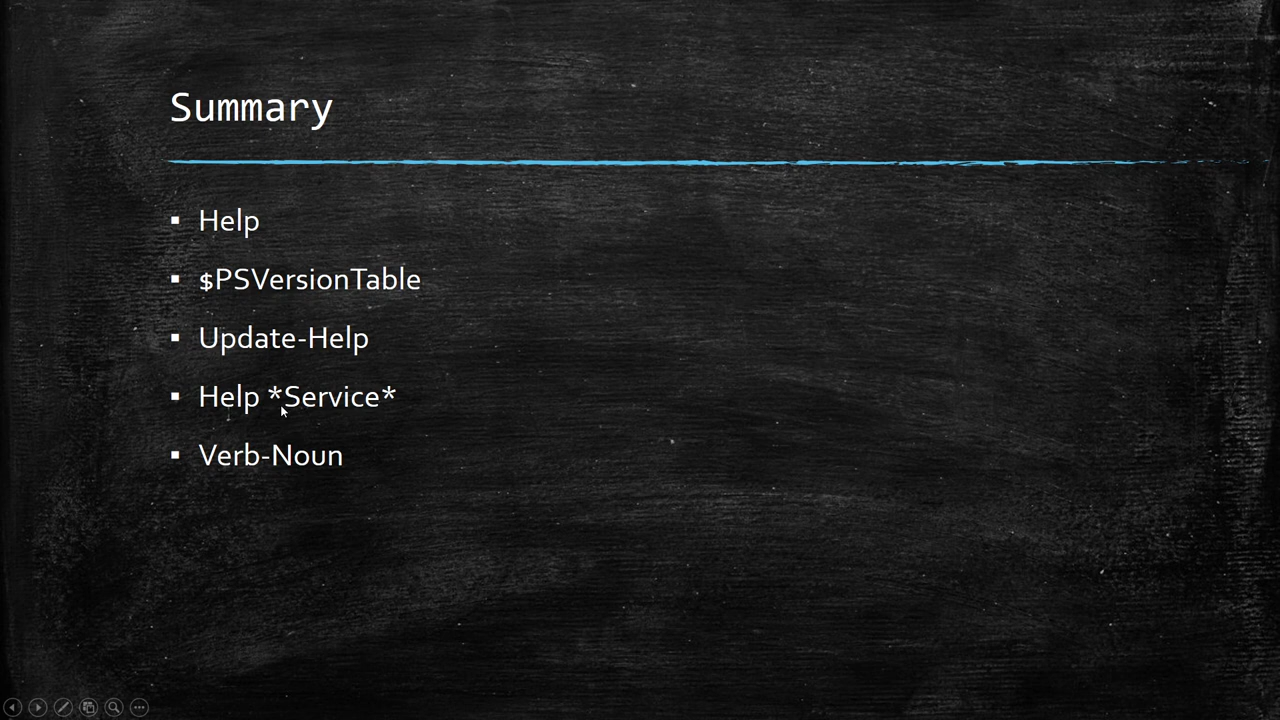 Summary
Help
$PSVersionTable
Update-Help
Help *Service*
Verb-Noun